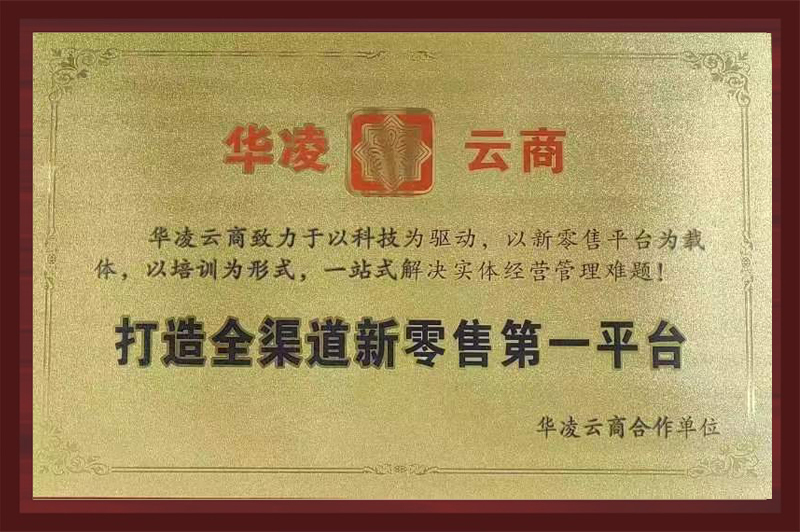 华凌 云商
华凌云商致力于以科技为驱动，以新零售平台为载
体，以培训为形式，一站式解决实体经营管理难题！
打造全渠道新零售第一平台
华凌云商合作单位